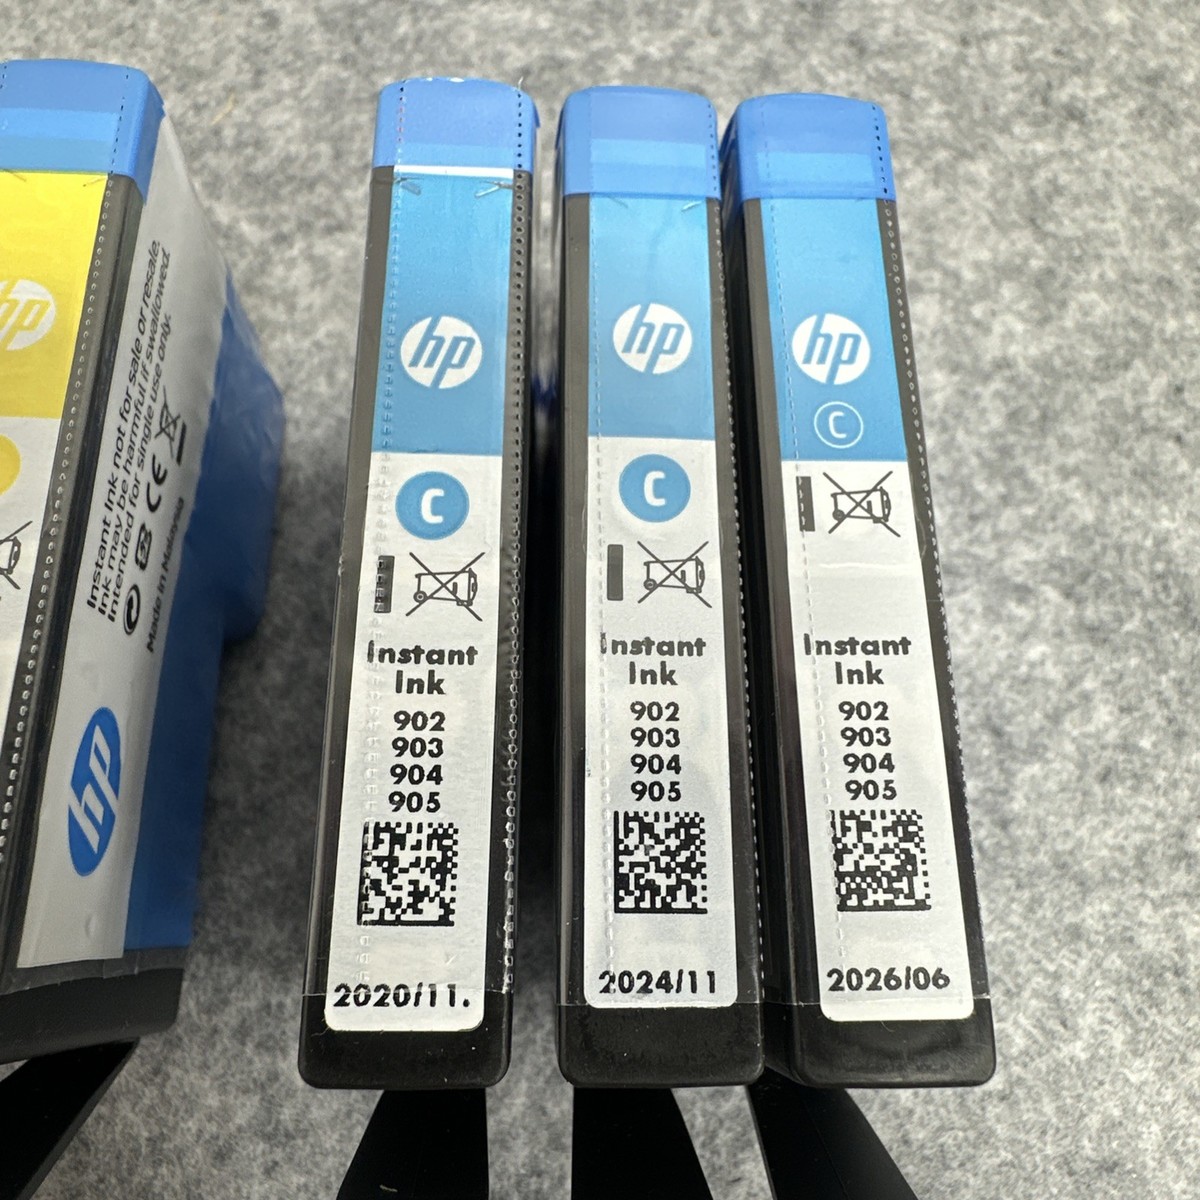 hp
Instant Ink not for sale or resale.
Ink may be harmful if swallowed.
Intended for single use only.
CE
Made in Malaysia
hp
hp
C
Instant
Ink
902
903
904
905
2020/11.
hp
C
Instant
Ink
902
903
904
905
2024/11
hp
C
Instant
Ink
902
903
904
905
2026/06